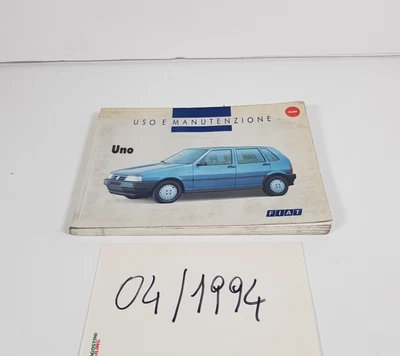 USO E MANUTENZIONE
Uno
FIAT
04/1994